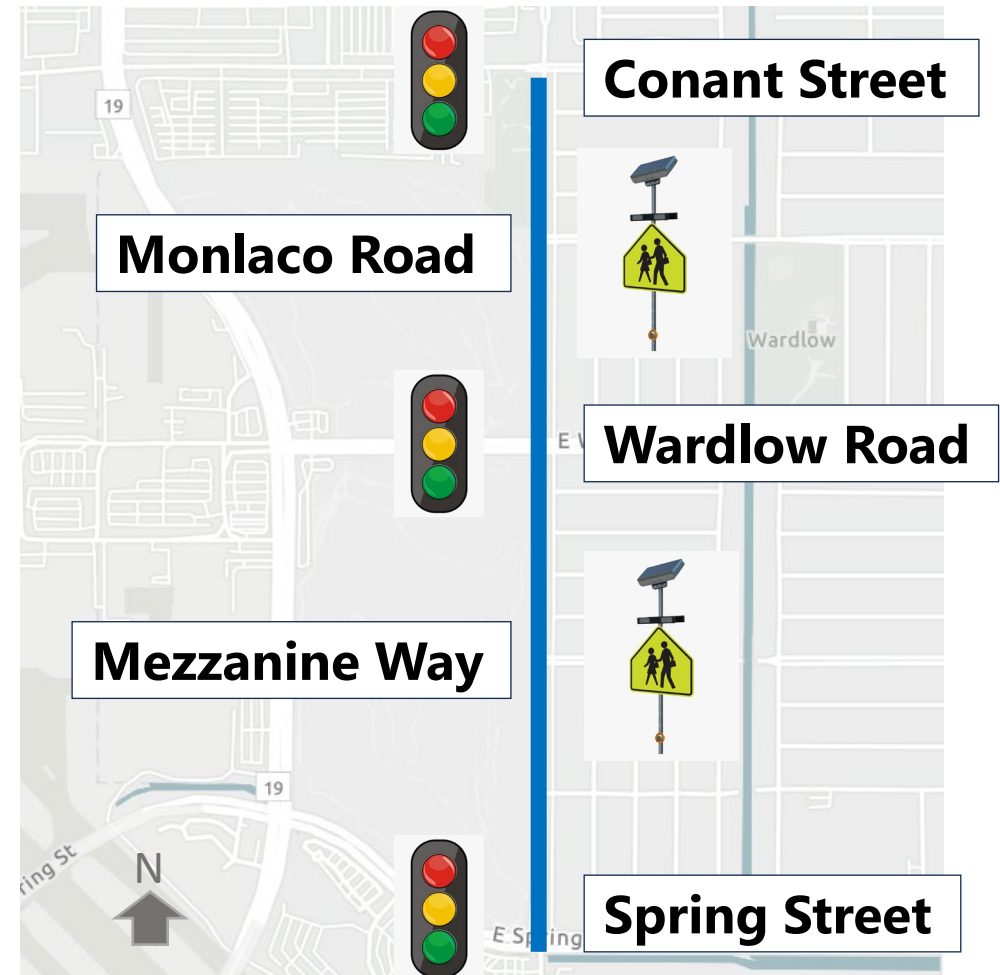 Conant Street
19
Monlaco Road
Wardlow
E
Wardlow Road
Mezzanine Way
19
ring St
N
Spring Street
E Spring